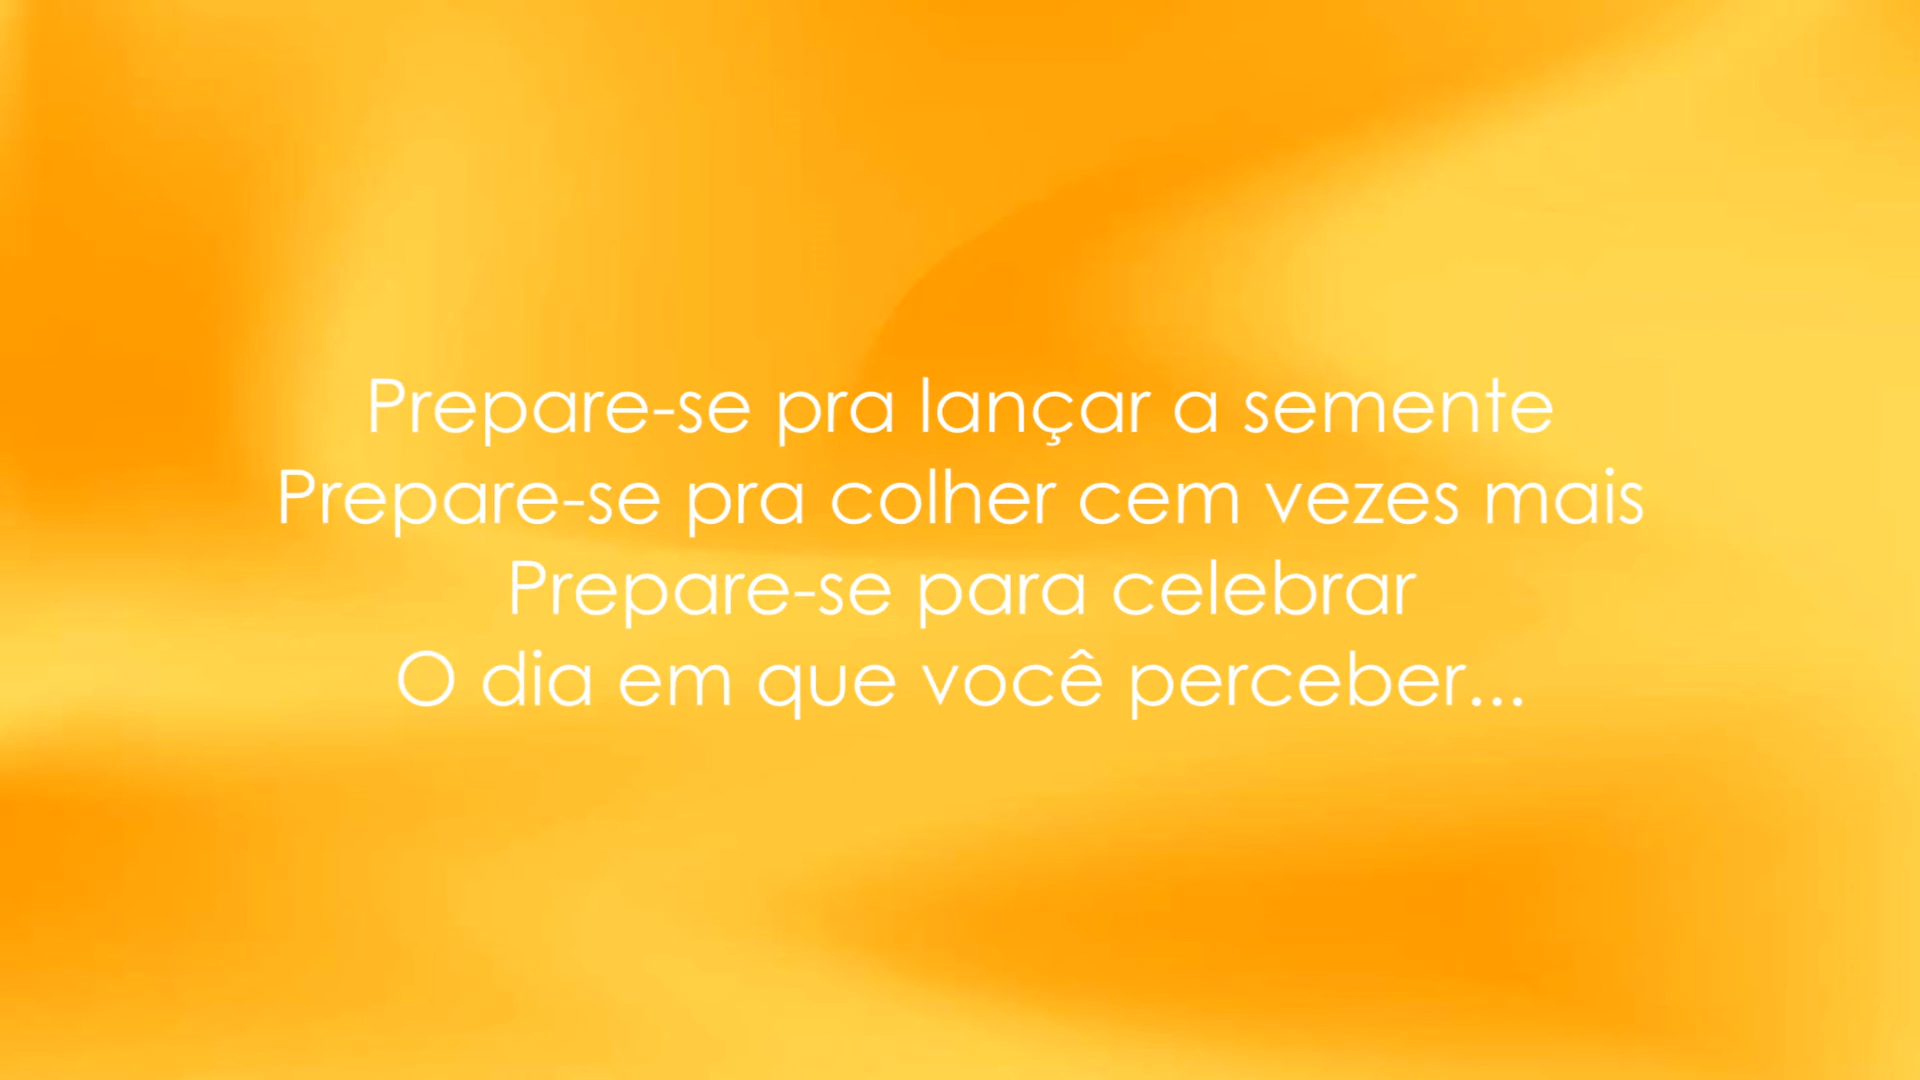 Prepare-se pra lançar a semente
Prepare-se pra colher cem vezes mais
Prepare-se para celebrar
O dia em que você perceber...